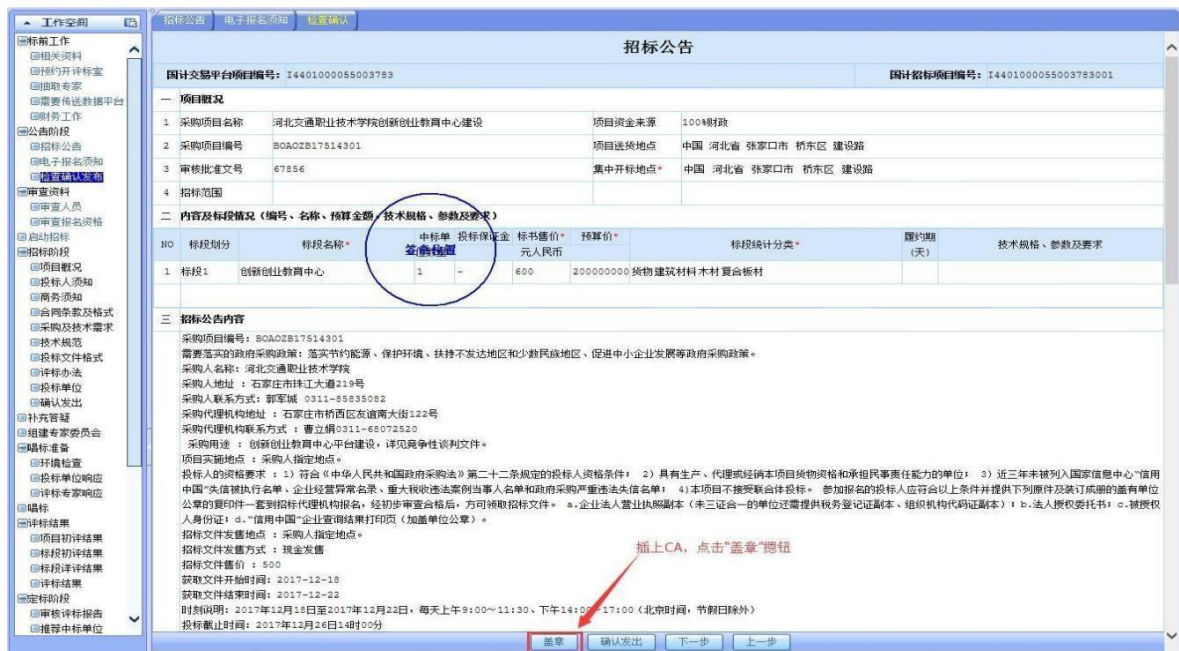 工作空间
标前工作
相关资料
预约开评标室
抽取专家
需要传送数据平台
财务工作
公告阶段
招标公告
电子报名须知
检查确认发布
审查资料
审查人员
审查报名资格
启动招标
招标阶段
项目概况
投标人须知
商务须知
合同条款及格式
采购及技术需求
技术规范
投标文件格式
评标办法
投标单位
确认发出
补充答疑
组建专家委员会
唱标准备
环境检查
投标单位响应
评标专家响应
唱标
评标结果
项目初评结果
标段初评结果
标段详评结果
评标结果
定标阶段
审核评标报告
推荐中标单位
招标公告 电子报名须知 检查确认
招标公告
国计交易平台项目编号: I4401000055003783 国计招标项目编号: I4401000055003783001
一 项目概况
1 采购项目名称 河北交通职业技术学院创新创业教育中心建设 项目资金来源 100%财政
2 采购项目编号 BOAOZB17514301 项目送货地点 中国 河北省 张家口市 桥东区 建设路
3 审核批准文号 67856 集中开标地点* 中国 河北省 张家口市 桥东区 建设路
4 招标范围
二 内容及标段情况（编号、名称、预算金额、技术规格、参数及要求）
NO 标段划分 标段名称* 中标单 投标保证金 标书售价* 元人民币 预算价* 标段统计分类* 履约期（天） 技术规格、参数及要求
签章位置
1 标段1 创新创业教育中心 1 - 600 200000000 货物 建筑材料 木材 复合板材
三 招标公告内容
采购项目编号: BOAOZB17514301
需要落实的政府采购政策: 落实节约能源、保护环境、扶持不发达地区和少数民族地区、促进中小企业发展等政府采购政策。
采购人名称: 河北交通职业技术学院
采购人地址 : 石家庄市珠江大道219号
采购人联系方式: 郭军城 0311-85835082
采购代理机构地址 : 石家庄市桥西区友谊南大街122号
采购代理机构联系方式 : 曹立娟0311-68072520
采购用途 : 创新创业教育中心平台建设，详见竞争性谈判文件。
项目实施地点 : 采购人指定地点。
投标人的资格要求 : 1) 符合《中华人民共和国政府采购法》第二十二条规定的投标人资格条件; 2) 具有生产、代理或经销本项目货物资格和承担民事责任能力的单位; 3) 近三年未被列入国家信息中心"信用
中国"失信被执行名单、企业经营异常名录、重大税收违法案例当事人名单和政府采购严重违法失信名单; 4)本项目不接受联合体投标。 参加报名的投标人应符合以上条件并提供下列原件及装订成册的盖有单位
公章的复印件一套到招标代理机构报名，经初步审查合格后，方可领取招标文件。 a.企业法人营业执照副本（未三证合一的单位还需提供税务登记证副本、组织机构代码证副本）; b.法人授权委托书; c.被授权
人身份证; d."信用中国"企业查询结果打印页（加盖单位公章）。
招标文件发售地点 : 采购人指定地点。
招标文件发售方式 : 现金发售
招标文件售价 : 500
获取文件开始时间: 2017-12-18
获取文件结束时间: 2017-12-22
时刻说明: 2017年12月18日至2017年12月22日，每天上午9:00~11:30、下午14:00~17:00（北京时间，节假日除外）
投标截止时间: 2017年12月26日14时00分
插上CA，点击"盖章"摁钮
盖章 确认发出 下一步 上一步